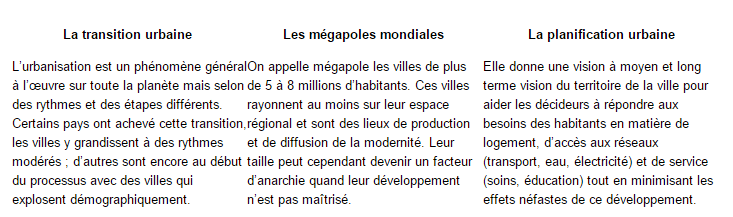 La transition urbaine
L'urbanisation est un phénomène général
à l'œuvre sur toute la planète mais selon
des rythmes et des étapes différents.
Certains pays ont achevé cette transition,
les villes y grandissent à des rythmes
modérés ; d'autres sont encore au début
du processus avec des villes qui
explosent démographiquement.
Les mégapoles mondiales
On appelle mégapole les villes de plus
de 5 à 8 millions d'habitants. Ces villes
rayonnent au moins sur leur espace
régional et sont des lieux de production
et de diffusion de la modernité. Leur
taille peut cependant devenir un facteur
d'anarchie quand leur développement
n'est pas maîtrisé.
La planification urbaine
Elle donne une vision à moyen et long
terme vision du territoire de la ville pour
aider les décideurs à répondre aux
besoins des habitants en matière de
logement, d'accès aux réseaux
(transport, eau, électricité) et de service
(soins, éducation) tout en minimisant les
effets néfastes de ce développement.